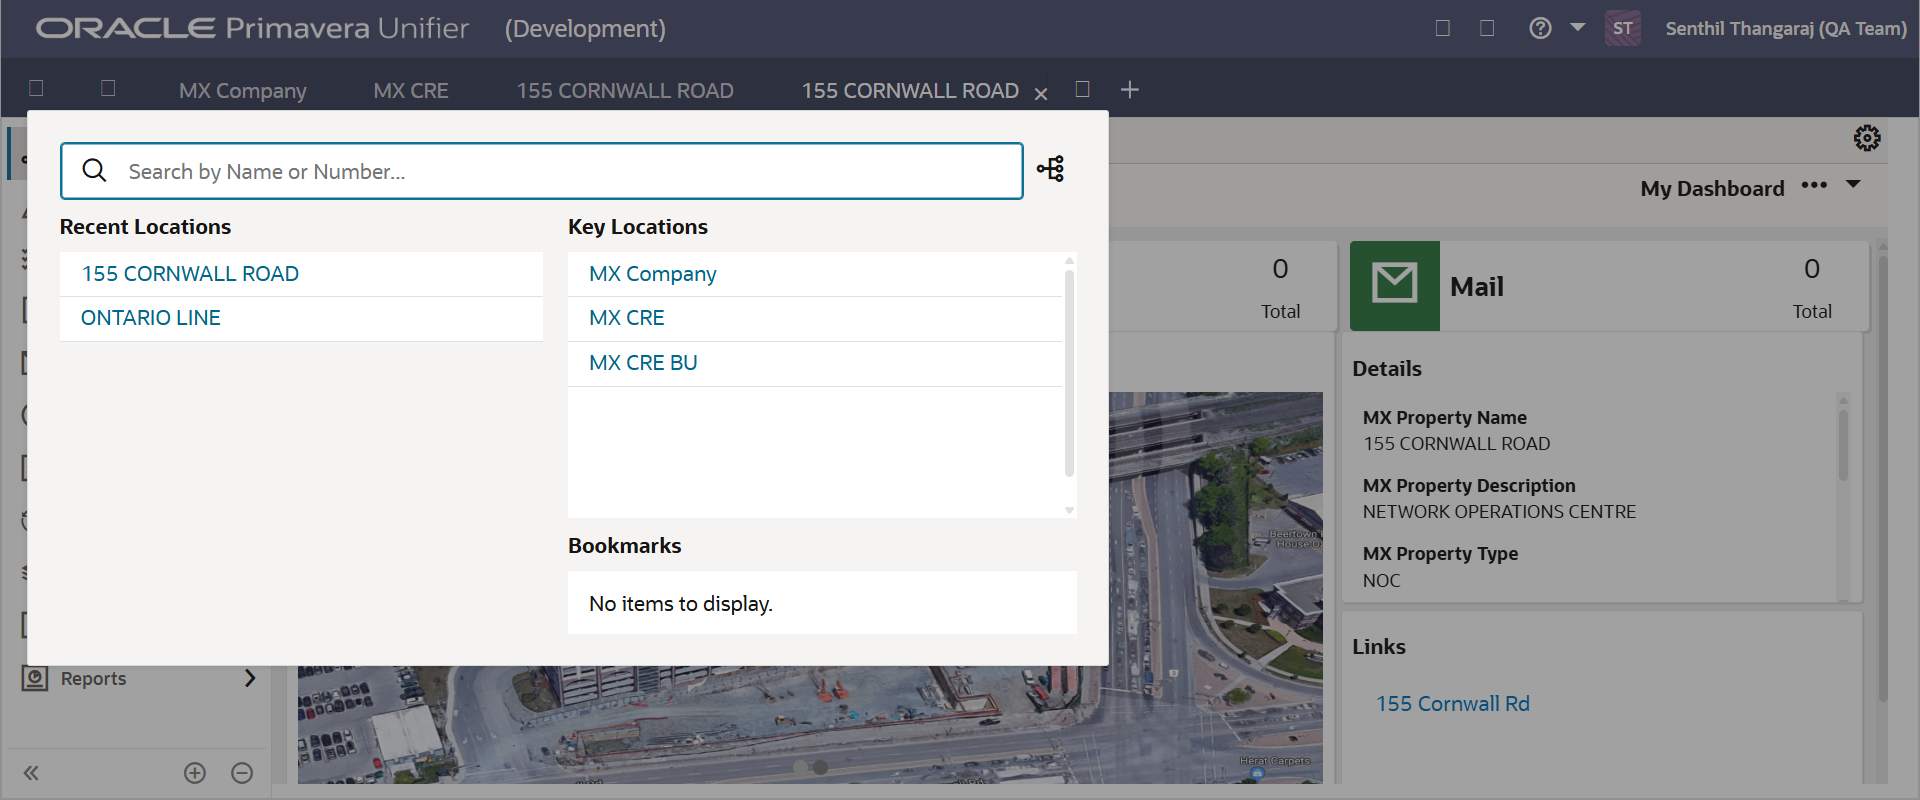 ORACLE Primavera Unifier (Development)
ST Senthil Thangaraj (QA Team)
MX Company MX CRE 155 CORNWALL ROAD 155 CORNWALL ROAD
Search by Name or Number...
Recent Locations
155 CORNWALL ROAD
ONTARIO LINE
Key Locations
MX Company
MX CRE
MX CRE BU
Bookmarks
No items to display.
My Dashboard
0
Total
Mail
0
Total
Details
MX Property Name
155 CORNWALL ROAD
MX Property Description
NETWORK OPERATIONS CENTRE
MX Property Type
NOC
Links
155 Cornwall Rd
Reports
Beertown
House O
Herat Carpets